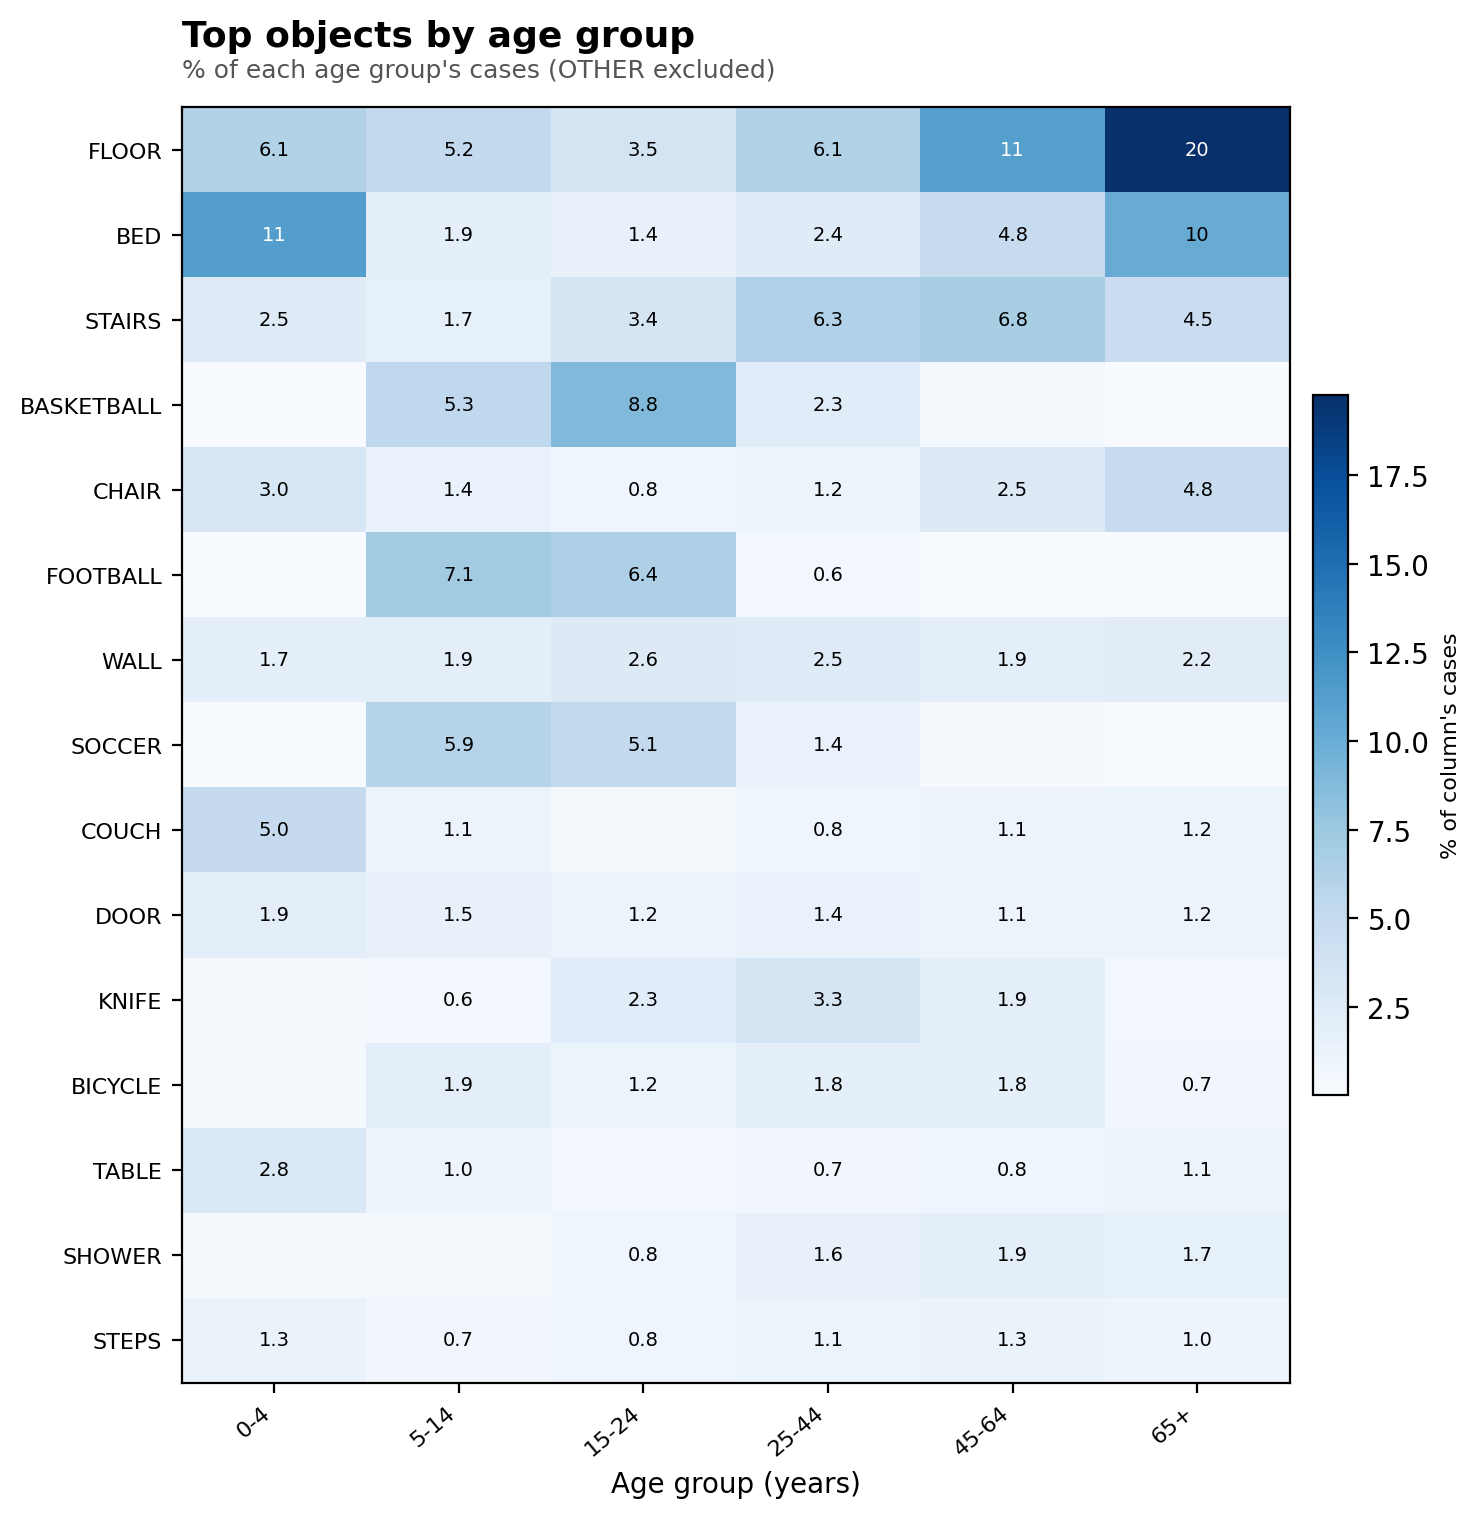 Top objects by age group
% of each age group's cases (OTHER excluded)
FLOOR 6.1 5.2 3.5 6.1 11 20
BED 11 1.9 1.4 2.4 4.8 10
STAIRS 2.5 1.7 3.4 6.3 6.8 4.5
BASKETBALL 5.3 8.8 2.3
CHAIR 3.0 1.4 0.8 1.2 2.5 4.8
FOOTBALL 7.1 6.4 0.6
WALL 1.7 1.9 2.6 2.5 1.9 2.2
SOCCER 5.9 5.1 1.4
COUCH 5.0 1.1 0.8 1.1 1.2
DOOR 1.9 1.5 1.2 1.4 1.1 1.2
KNIFE 0.6 2.3 3.3 1.9
BICYCLE 1.9 1.2 1.8 1.8 0.7
TABLE 2.8 1.0 0.7 0.8 1.1
SHOWER 0.8 1.6 1.9 1.7
STEPS 1.3 0.7 0.8 1.1 1.3 1.0
0-4 5-14 15-24 25-44 45-64 65+
Age group (years)
17.5
15.0
12.5
10.0
7.5
5.0
2.5
% of column's cases